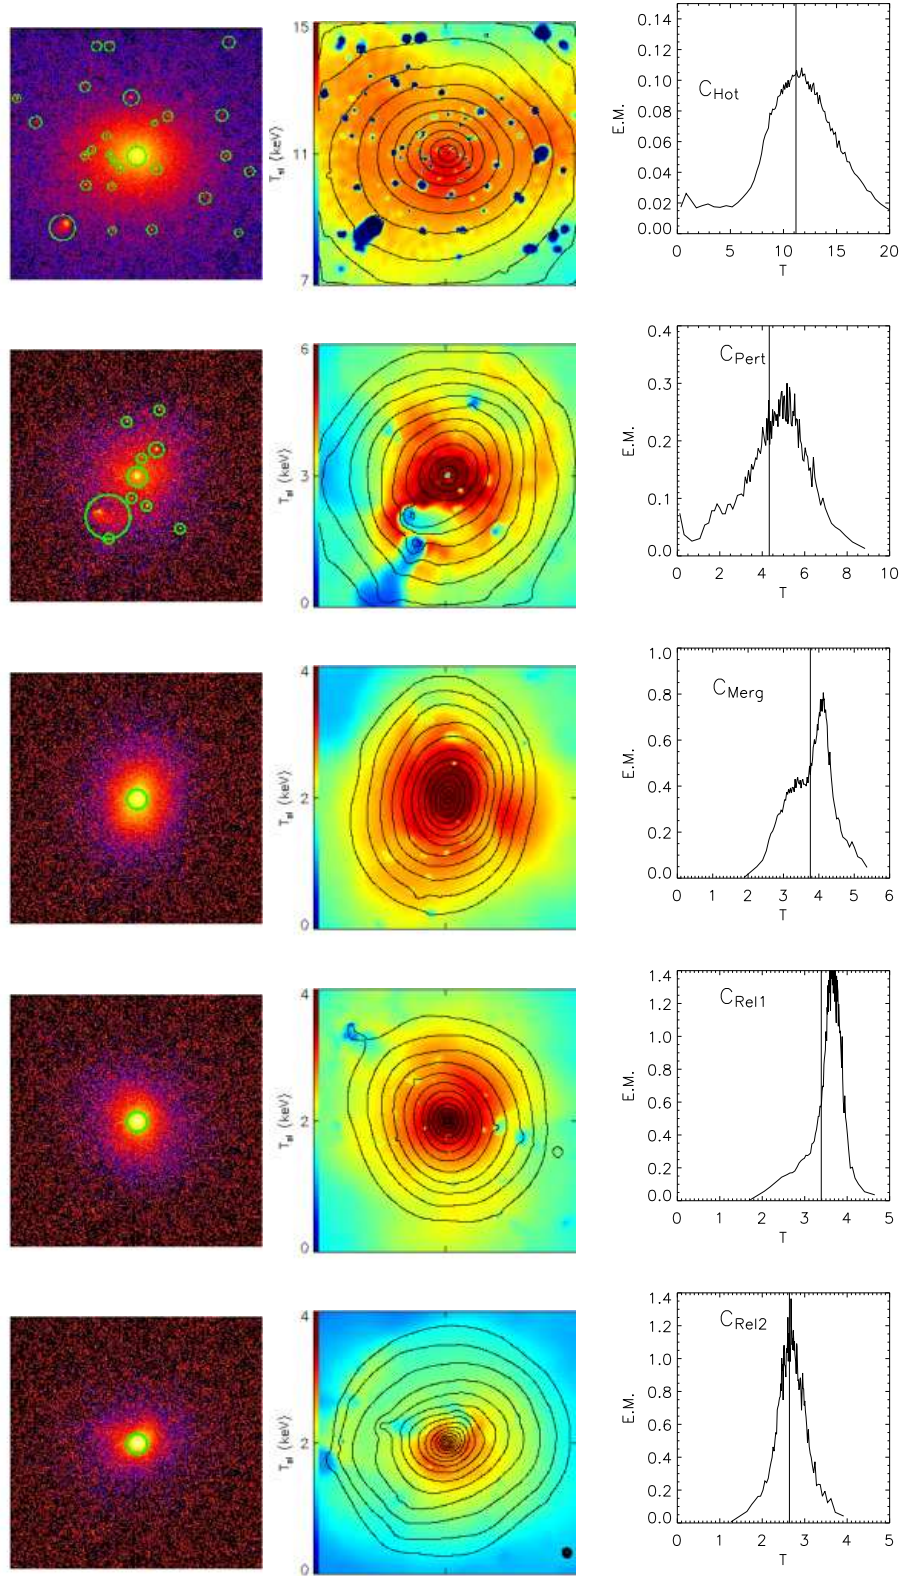 15
11
7
T_sl (keV)
0.14
0.12
0.10
0.08
0.06
0.04
0.02
0.00
E.M.
C_Hot
0 5 10 15 20
T
6
3
0
T_sl (keV)
0.4
0.3
0.2
0.1
0.0
E.M.
C_Pert
0 2 4 6 8 10
T
4
2
0
T_sl (keV)
1.0
0.8
0.6
0.4
0.2
0.0
E.M.
C_Merg
0 1 2 3 4 5 6
T
4
2
0
T_sl (keV)
1.4
1.2
1.0
0.8
0.6
0.4
0.2
0.0
E.M.
C_Rel1
0 1 2 3 4 5
T
4
2
0
T_sl (keV)
1.4
1.2
1.0
0.8
0.6
0.4
0.2
0.0
E.M.
C_Rel2
0 1 2 3 4 5
T